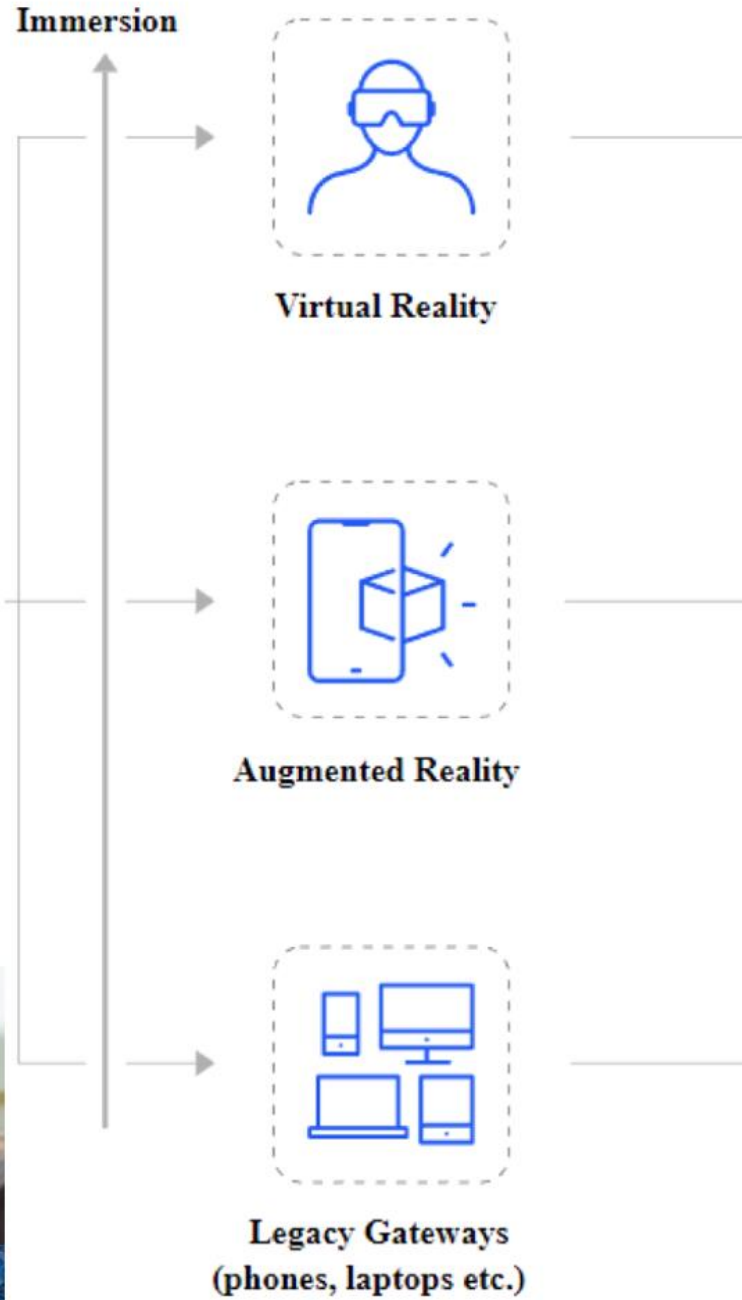 Immersion
Virtual Reality
Augmented Reality
Legacy Gateways
(phones, laptops etc.)